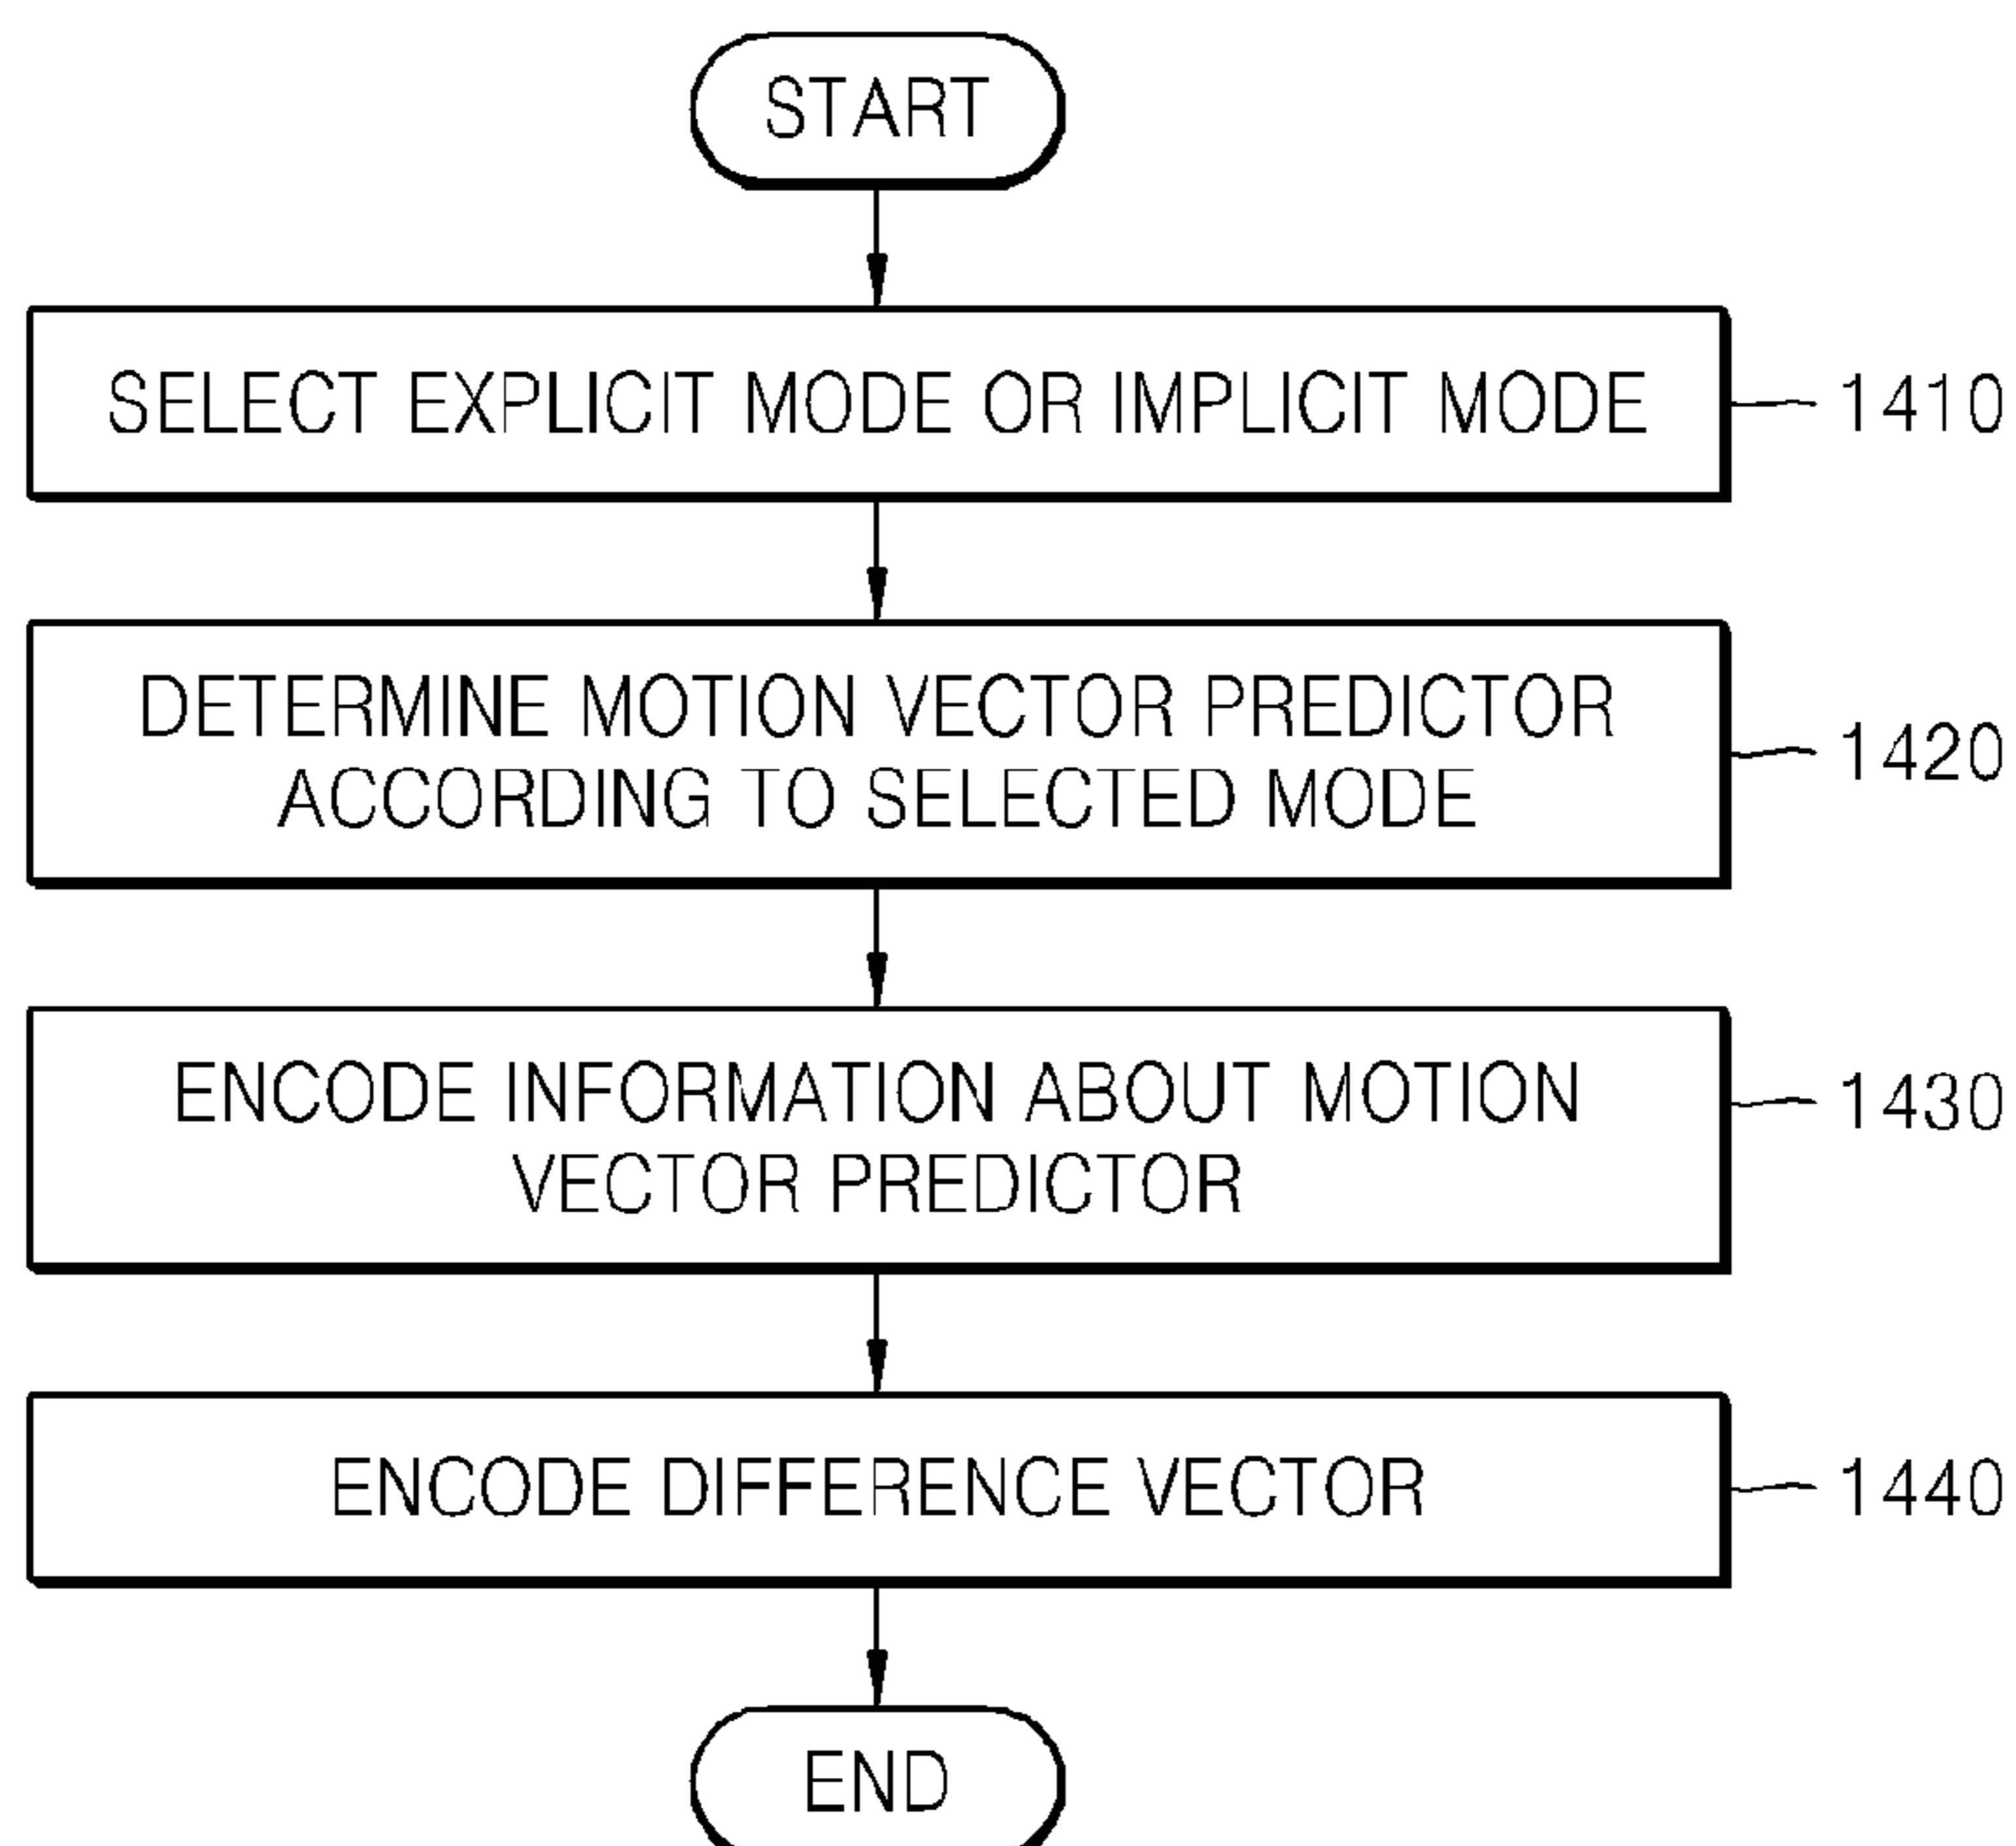 START
SELECT EXPLICIT MODE OR IMPLICIT MODE
1410
DETERMINE MOTION VECTOR PREDICTOR
ACCORDING TO SELECTED MODE
1420
ENCODE INFORMATION ABOUT MOTION
VECTOR PREDICTOR
1430
ENCODE DIFFERENCE VECTOR
1440
END